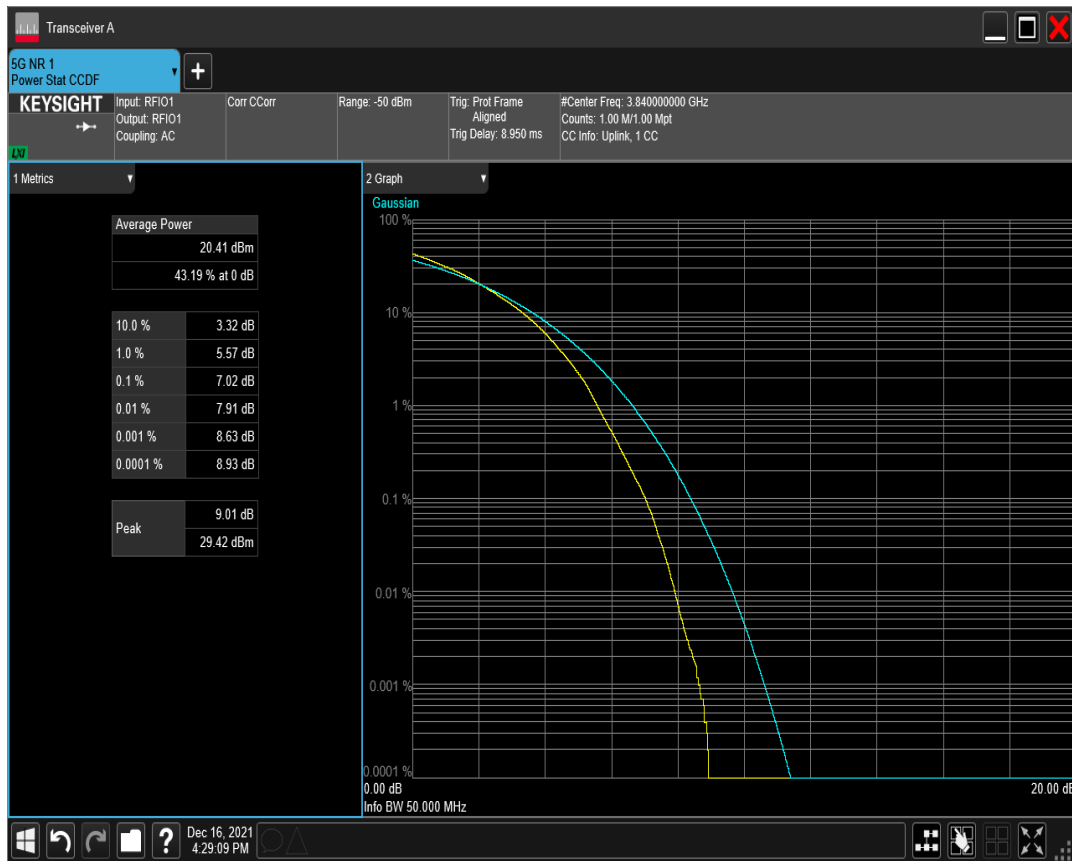 Transceiver A
5G NR 1
Power Stat CCDF
+
KEYSIGHT
LXI
Input: RFIO1
Output: RFIO1
Coupling: AC
Corr CCorr
Range: -50 dBm
Trig: Prot Frame
Aligned
Trig Delay: 8.950 ms
#Center Freq: 3.840000000 GHz
Counts: 1.00 M/1.00 Mpt
CC Info: Uplink, 1 CC
1 Metrics
Average Power
20.41 dBm
43.19 % at 0 dB
10.0 % 3.32 dB
1.0 % 5.57 dB
0.1 % 7.02 dB
0.01 % 7.91 dB
0.001 % 8.63 dB
0.0001 % 8.93 dB
Peak
9.01 dB
29.42 dBm
2 Graph
Gaussian
100 %
10 %
1 %
0.1 %
0.01 %
0.001 %
0.0001 %
0.00 dB 20.00 dB
Info BW 50.000 MHz
?
Dec 16, 2021
4:29:09 PM